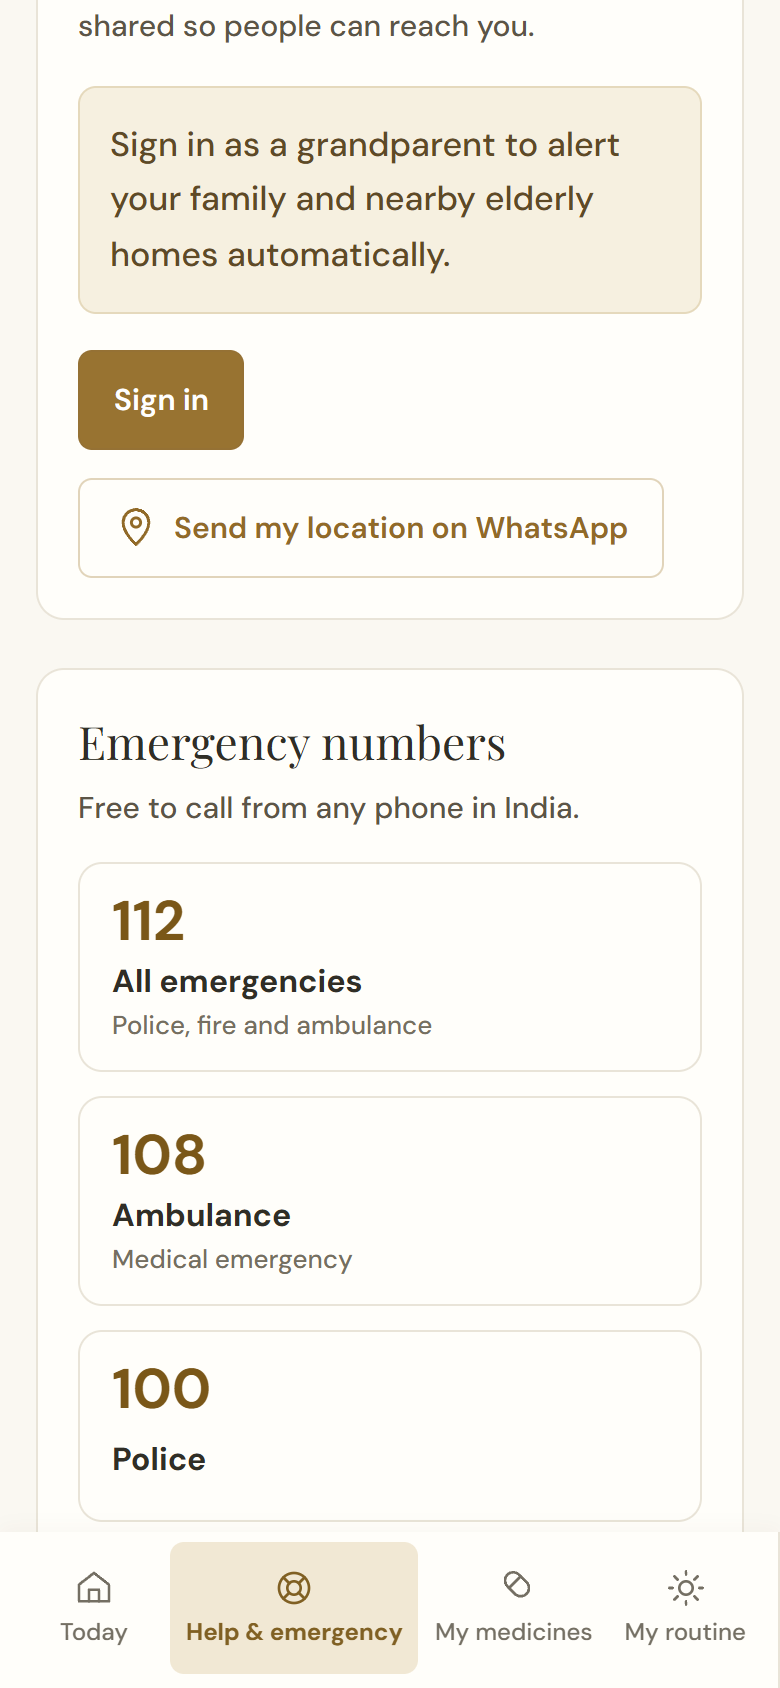 shared so people can reach you.
Sign in as a grandparent to alert
your family and nearby elderly
homes automatically.
Sign in
Send my location on WhatsApp
Emergency numbers
Free to call from any phone in India.
112
All emergencies
Police, fire and ambulance
108
Ambulance
Medical emergency
100
Police
Today
Help & emergency
My medicines
My routine